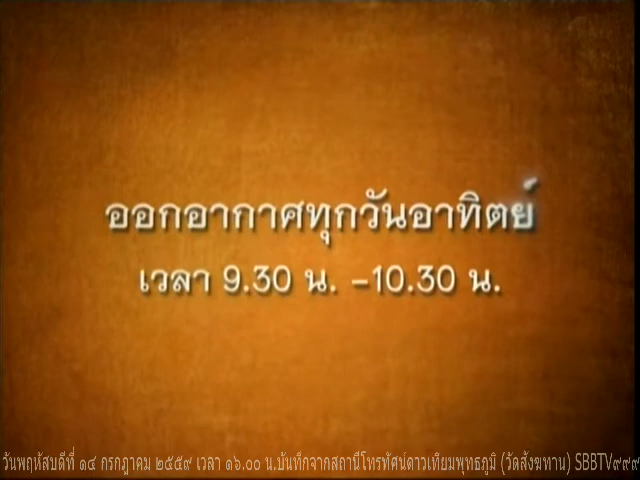 ออกอากาศทุกวันอาทิตย์
เวลา 9.30 น. –10.30 น.
วันพฤหัสบดีที่ ๑๔ กรกฎาคม ๒๕๕๙ เวลา ๑๖.๐๐ น.บันทึกจากสถานีโทรทัศน์ดาวเทียมพุทธภูมิ (วัดสังฆทาน) SBBTV๙๙๙